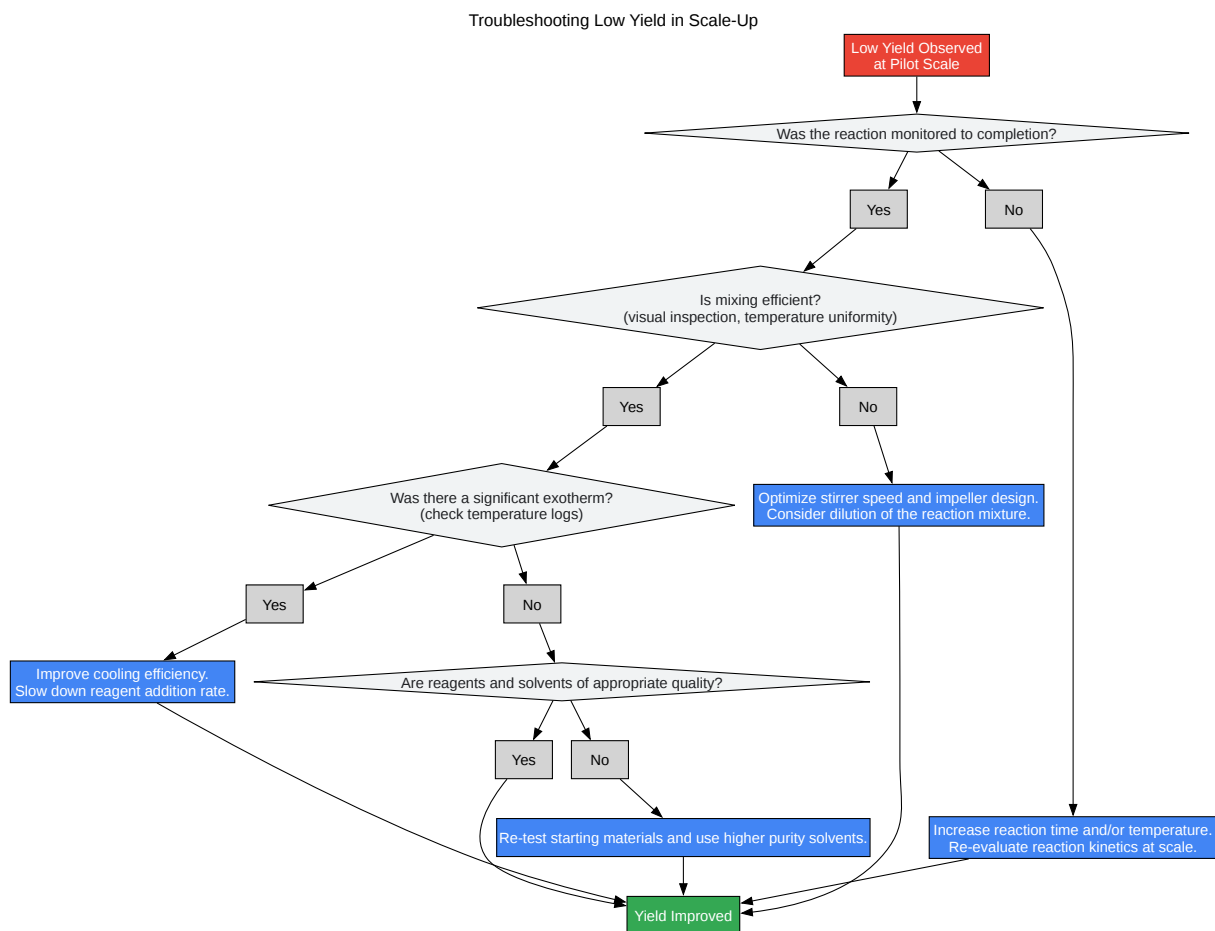 Troubleshooting Low Yield in Scale-Up
Low Yield Observed
at Pilot Scale
Was the reaction monitored to completion?
Yes
No
Is mixing efficient?
(visual inspection, temperature uniformity)
Yes
No
Was there a significant exotherm?
(check temperature logs)
Optimize stirrer speed and impeller design.
Consider dilution of the reaction mixture.
Yes
No
Improve cooling efficiency.
Slow down reagent addition rate.
Are reagents and solvents of appropriate quality?
Yes
No
Re-test starting materials and use higher purity solvents.
Increase reaction time and/or temperature.
Re-evaluate reaction kinetics at scale.
Yield Improved